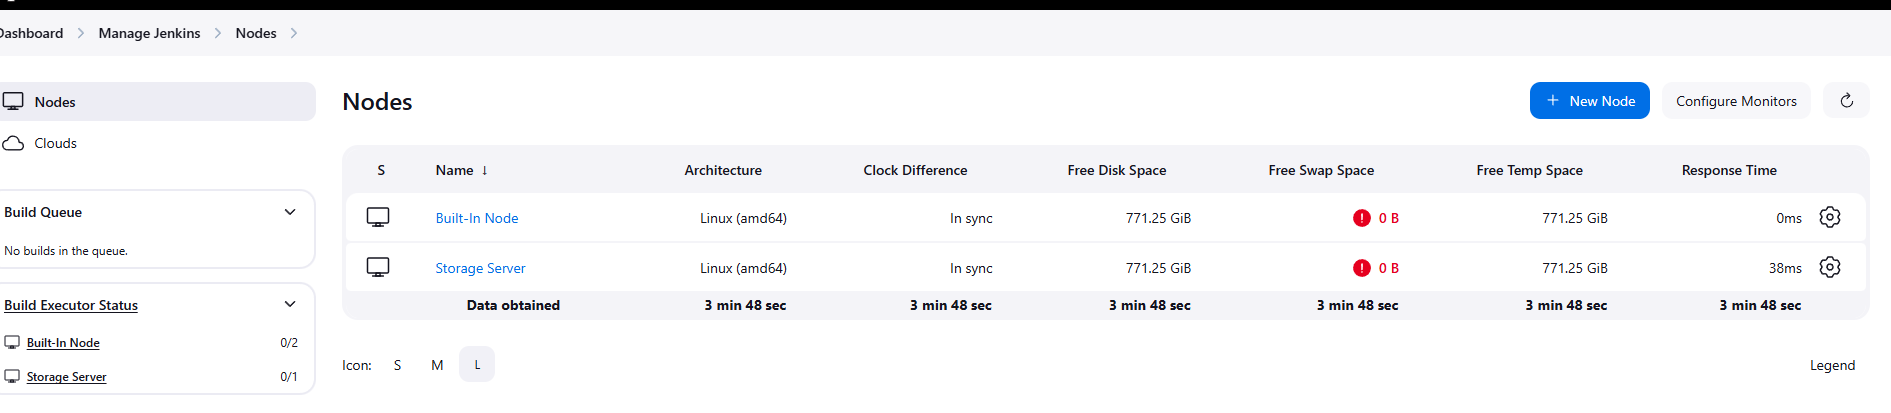 Dashboard Manage Jenkins Nodes
Nodes
Clouds
Build Queue
No builds in the queue.
Build Executor Status
Built-In Node 0/2
Storage Server 0/1
Nodes
+ New Node Configure Monitors
S Name ↓ Architecture Clock Difference Free Disk Space Free Swap Space Free Temp Space Response Time
Built-In Node Linux (amd64) In sync 771.25 GiB 0 B 771.25 GiB 0ms
Storage Server Linux (amd64) In sync 771.25 GiB 0 B 771.25 GiB 38ms
Data obtained 3 min 48 sec 3 min 48 sec 3 min 48 sec 3 min 48 sec 3 min 48 sec 3 min 48 sec
Icon: S M L
Legend